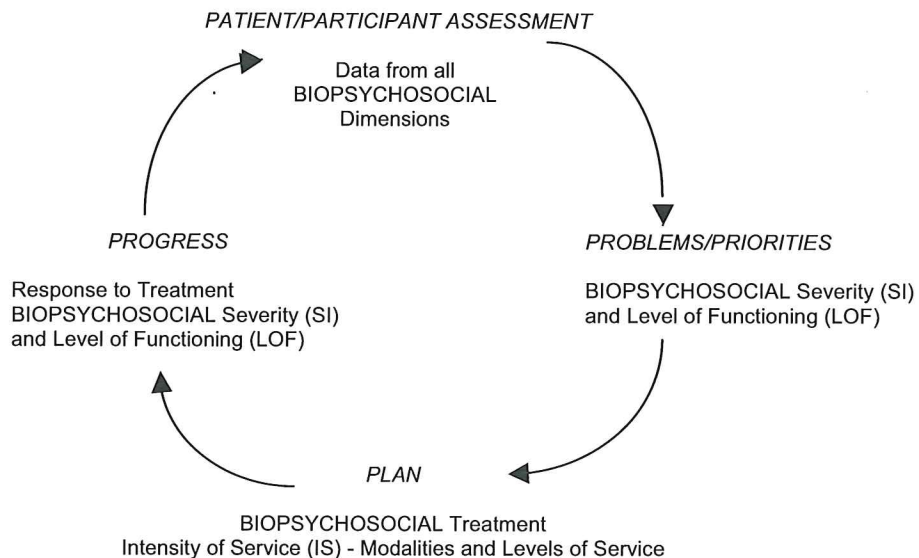 PATIENT/PARTICIPANT ASSESSMENT
Data from all
BIOPSYCHOSOCIAL
Dimensions
PROBLEMS/PRIORITIES
BIOPSYCHOSOCIAL Severity (SI)
and Level of Functioning (LOF)
PLAN
BIOPSYCHOSOCIAL Treatment
Intensity of Service (IS) - Modalities and Levels of Service
PROGRESS
Response to Treatment
BIOPSYCHOSOCIAL Severity (SI)
and Level of Functioning (LOF)